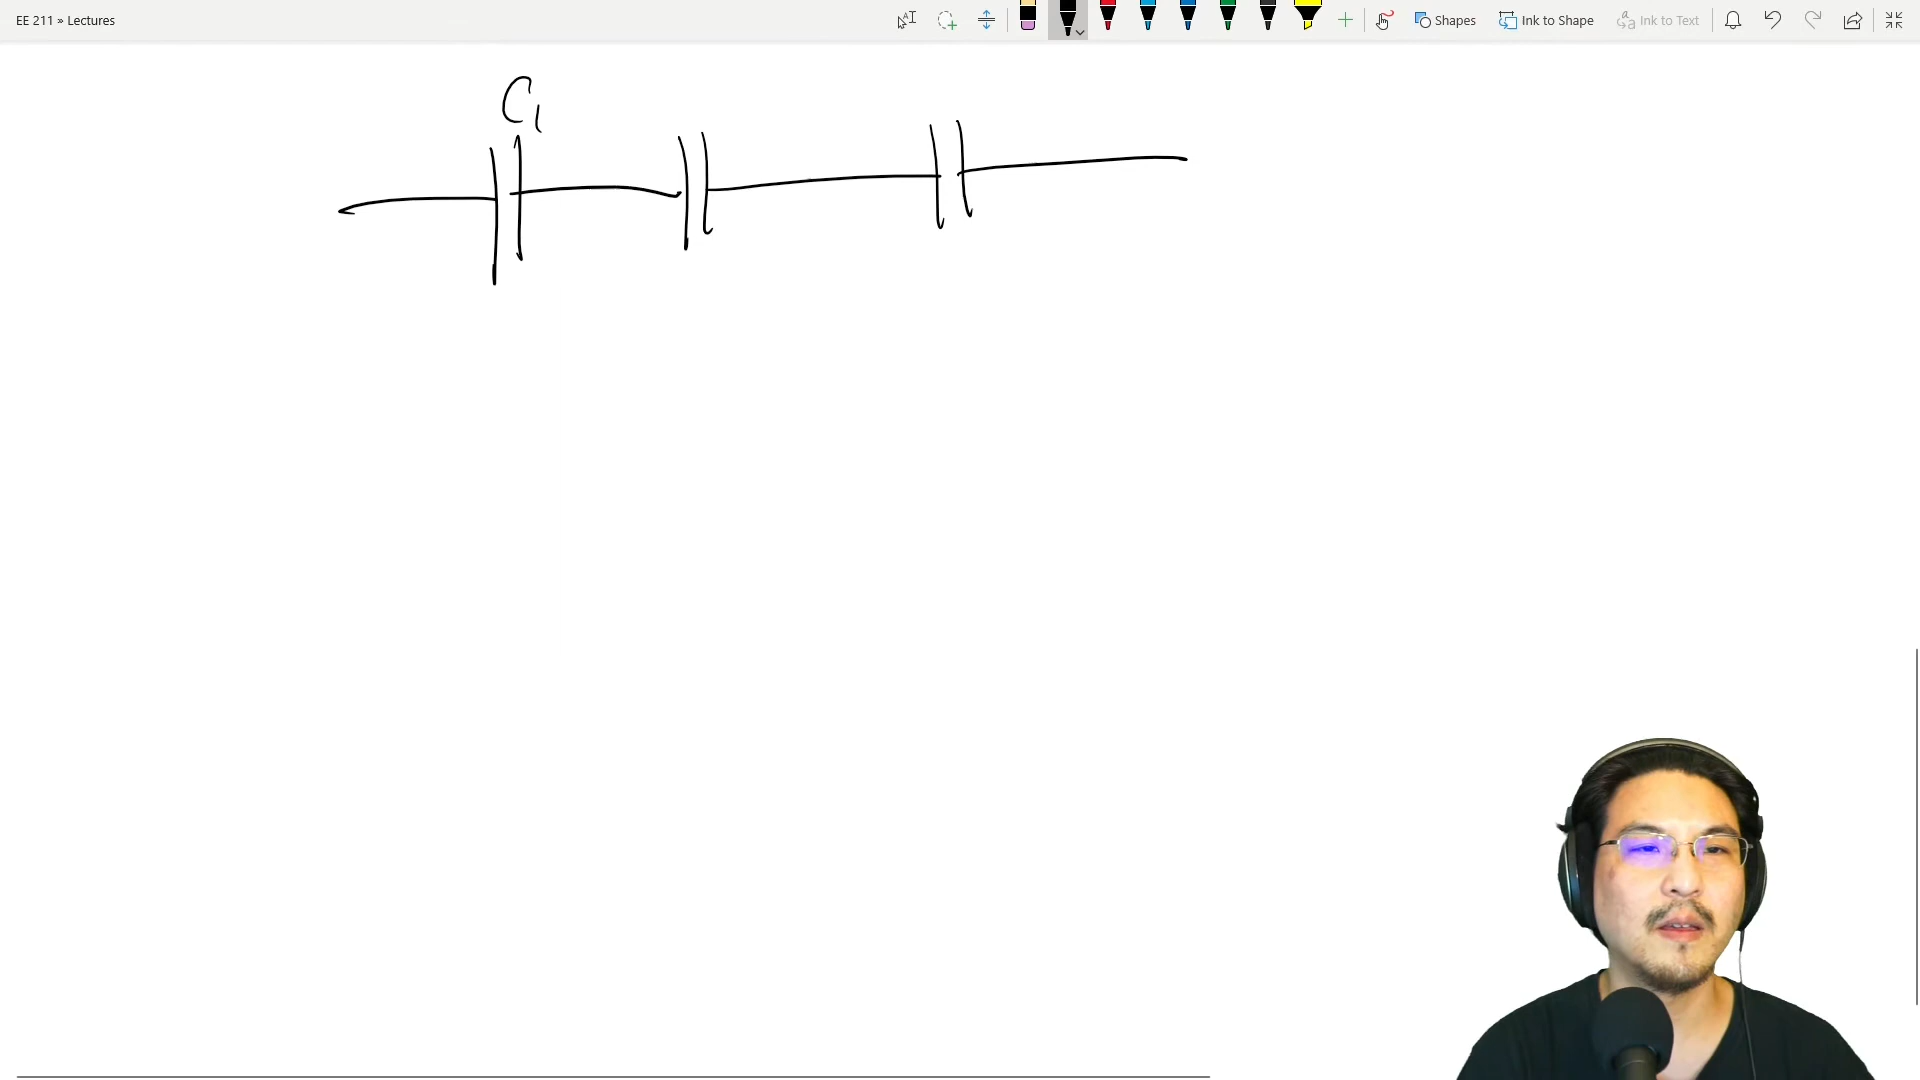 EE 211 » Lectures
Shapes
Ink to Shape
Ink to Text
C1